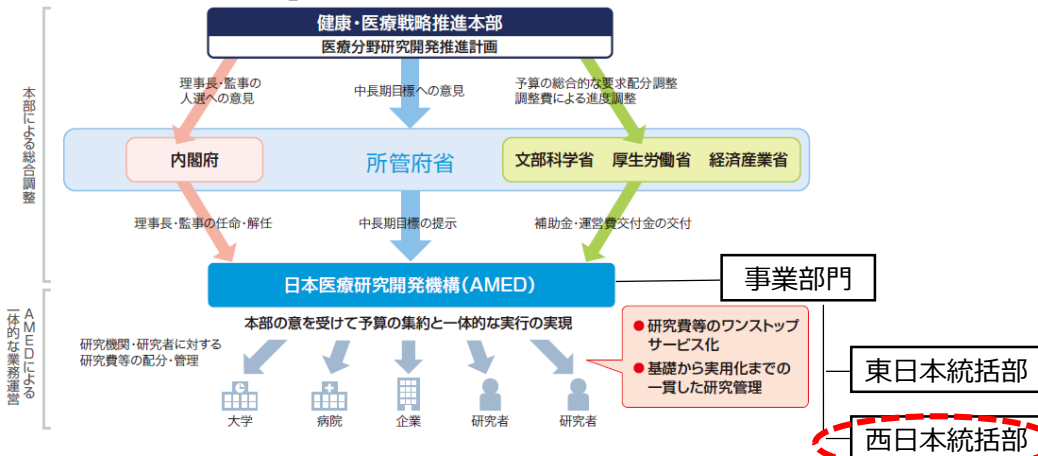 健康・医療戦略推進本部
医療分野研究開発推進計画
理事長・監事の
人選への意見
中長期目標への意見
予算の総合的な要求配分調整
調整費による進度調整
本部による総合調整
内閣府
所管府省
文部科学省 厚生労働省 経済産業省
理事長・監事の任命・解任
中長期目標の提示
補助金・運営費交付金の交付
日本医療研究開発機構(AMED)
事業部門
本部の意を受けて予算の集約と一体的な実行の実現
AMEDによる
一体的な業務運営
研究機関・研究者に対する
研究費等の配分・管理
●研究費等のワンストップ
サービス化
●基礎から実用化までの
一貫した研究管理
東日本統括部
西日本統括部
大学
病院
企業
研究者
研究者